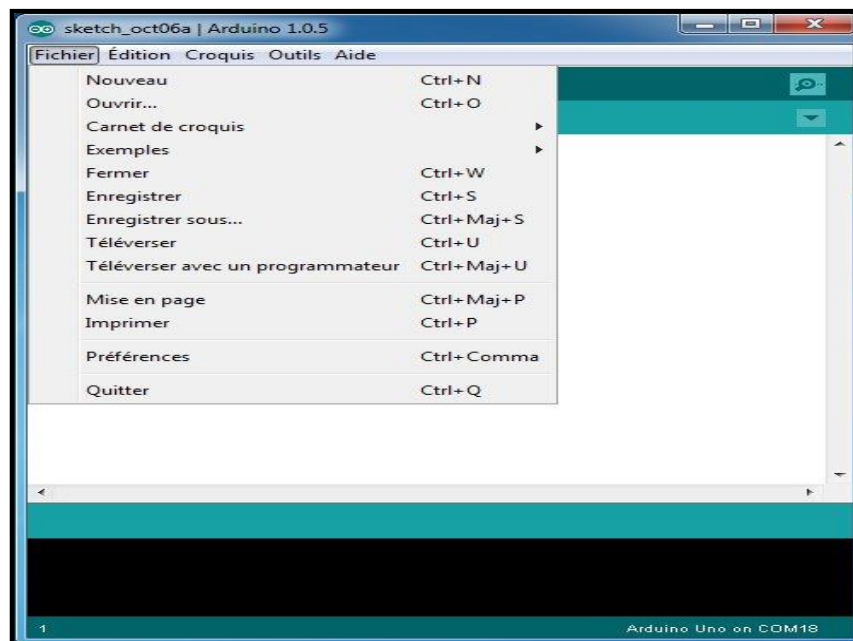 sketch_oct06a | Arduino 1.0.5
Fichier Édition Croquis Outils Aide
Nouveau Ctrl+N
Ouvrir... Ctrl+O
Carnet de croquis
Exemples
Fermer Ctrl+W
Enregistrer Ctrl+S
Enregistrer sous... Ctrl+Maj+S
Téléverser Ctrl+U
Téléverser avec un programmateur Ctrl+Maj+U
Mise en page Ctrl+Maj+P
Imprimer Ctrl+P
Préférences Ctrl+Comma
Quitter Ctrl+Q
1 Arduino Uno on COM18